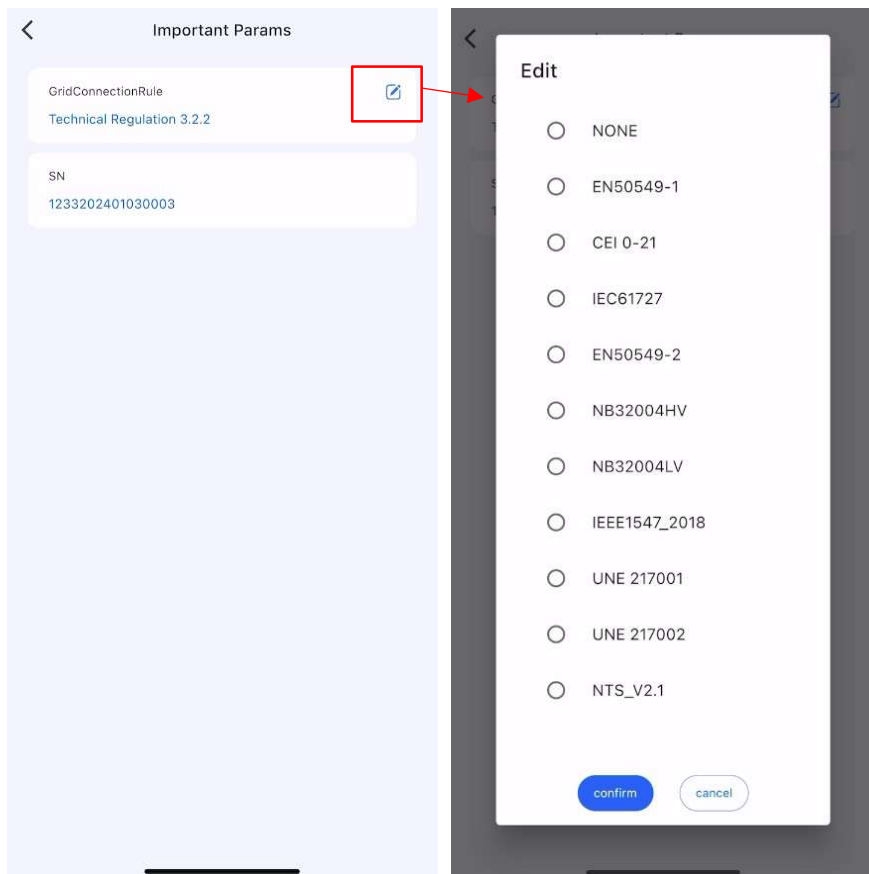 Important Params
GridConnectionRule
Technical Regulation 3.2.2
SN
1233202401030003
Edit
NONE
EN50549-1
CEI 0-21
IEC61727
EN50549-2
NB32004HV
NB32004LV
IEEE1547_2018
UNE 217001
UNE 217002
NTS_V2.1
confirm
cancel